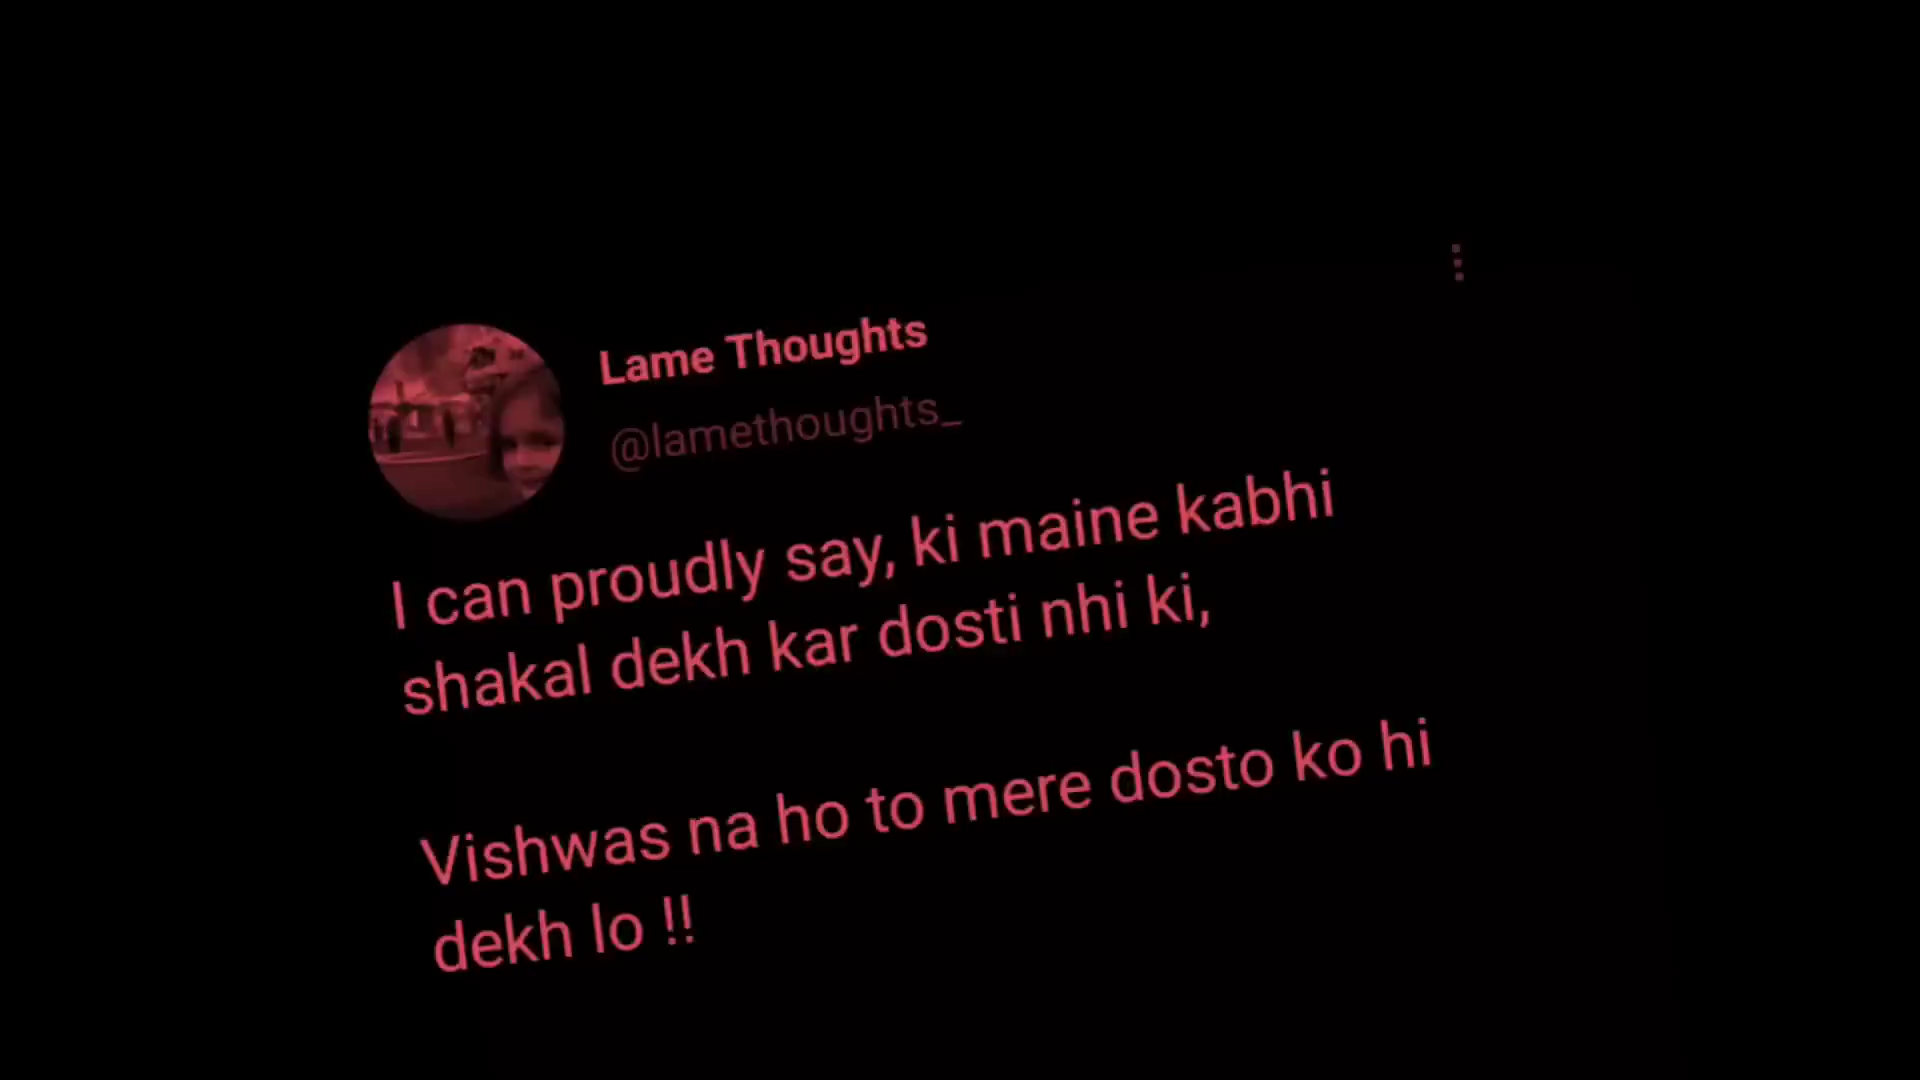 Lame Thoughts
@lamethoughts_
I can proudly say, ki maine kabhi
shakal dekh kar dosti nhi ki,
Vishwas na ho to mere dosto ko hi
dekh lo !!